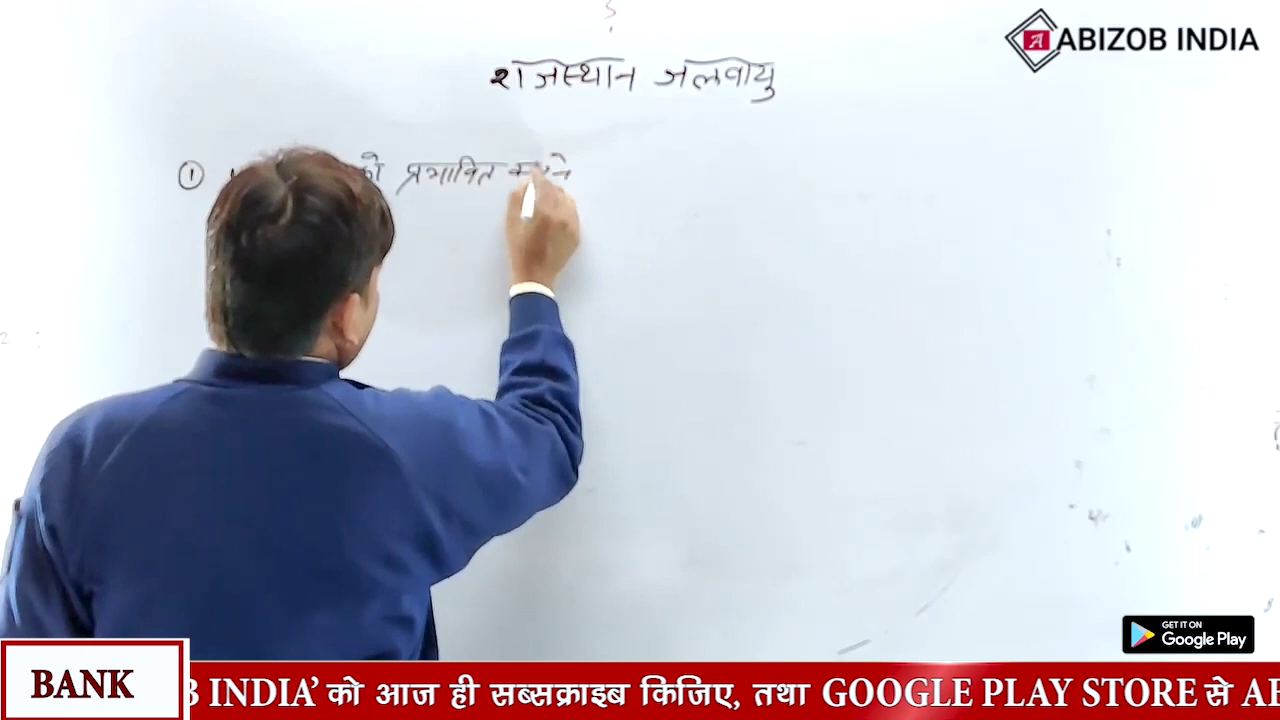 ABIZOB INDIA
राजस्थान जलवायु
① को प्रभावित करने
GET IT ON
Google Play
BANK
B INDIA’ को आज ही सब्सक्राइब किजिए, तथा GOOGLE PLAY STORE से AB